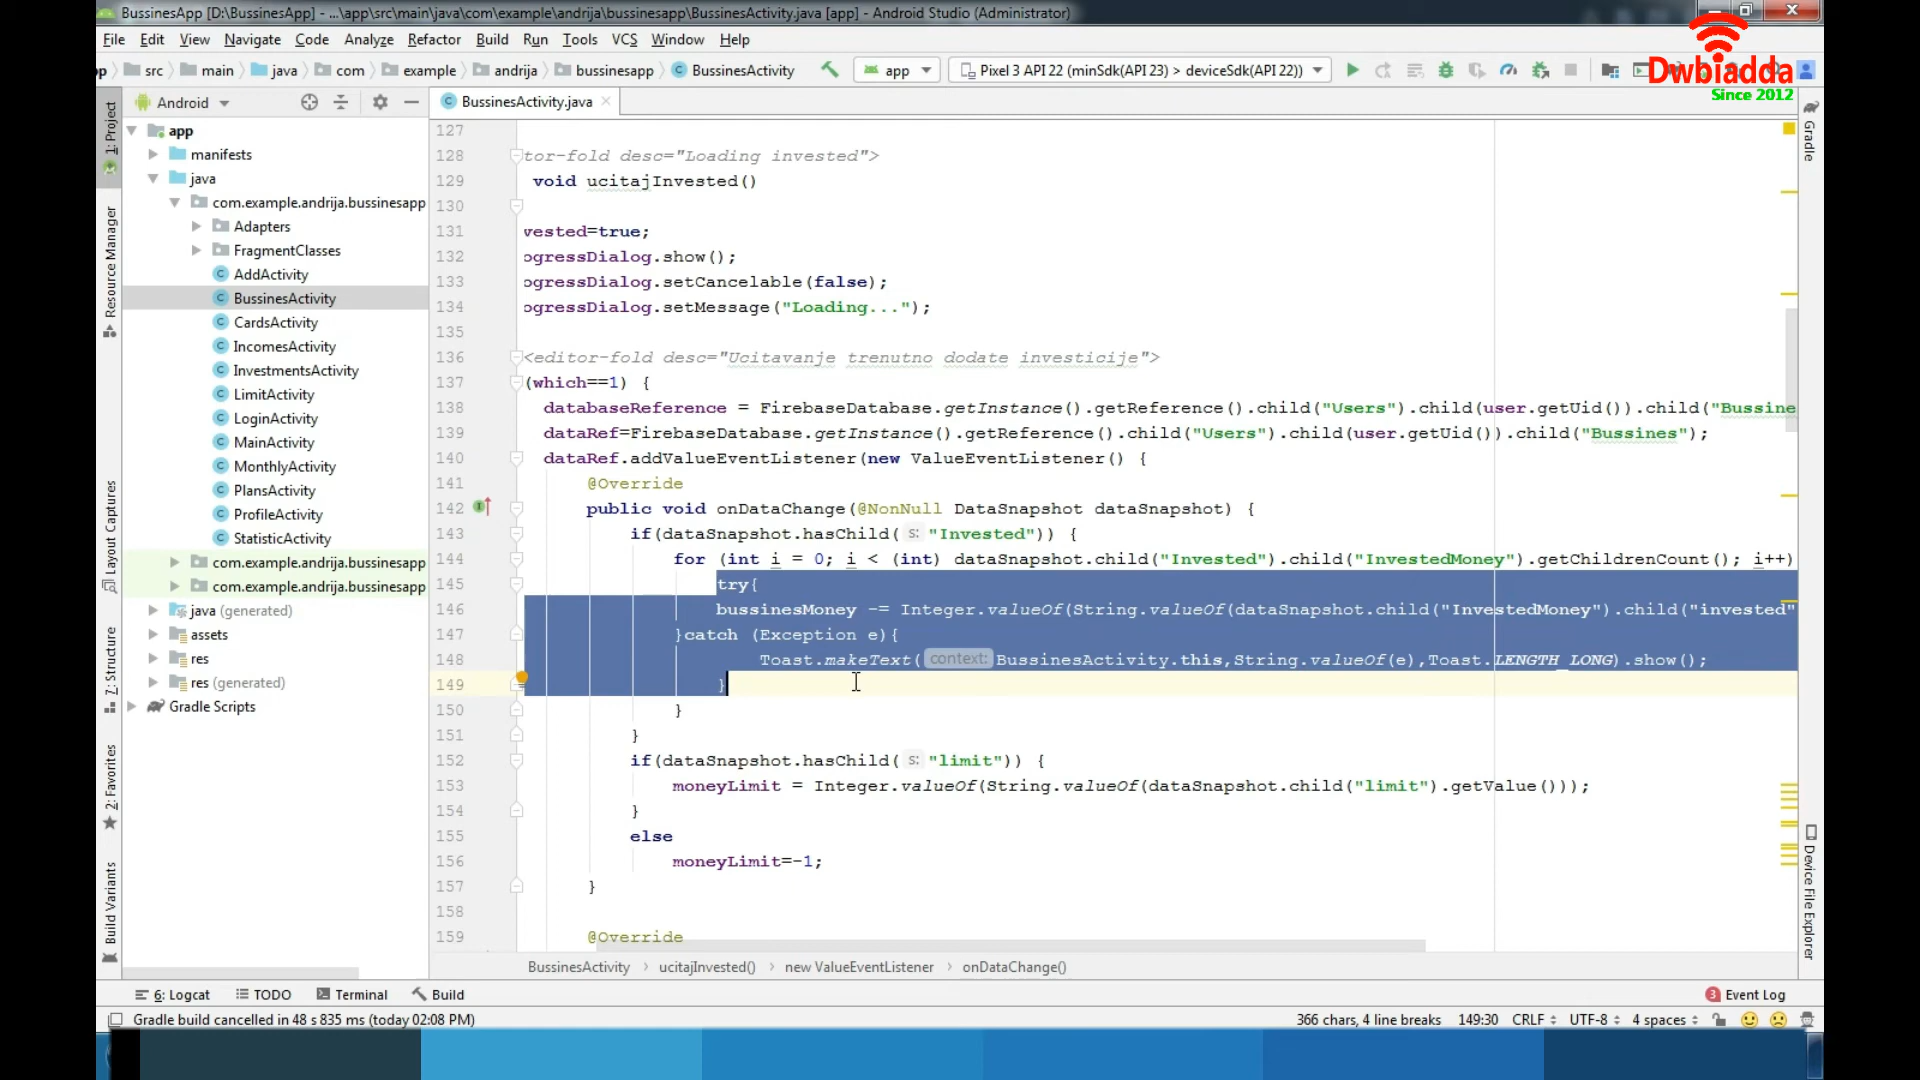 BussinesApp [D:\BussinesApp] - ...\app\src\main\java\com\example\andrija\bussinesapp\BussinesActivity.java [app] - Android Studio (Administrator)
File Edit View Navigate Code Analyze Refactor Build Run Tools VCS Window Help
Dwbiadda
Since 2012
src main java com example andrija bussinesapp BussinesActivity app Pixel 3 API 22 (minSdk(API 23) > deviceSdk(API 22))
Android
BussinesActivity.java
1: Project
Resource Manager
Layout Captures
7: Structure
2: Favorites
Build Variants
app
manifests
java
com.example.andrija.bussinesapp
Adapters
FragmentClasses
AddActivity
BussinesActivity
CardsActivity
IncomesActivity
InvestmentsActivity
LimitActivity
LoginActivity
MainActivity
MonthlyActivity
PlansActivity
ProfileActivity
StatisticActivity
com.example.andrija.bussinesapp
com.example.andrija.bussinesapp
java (generated)
assets
res
res (generated)
Gradle Scripts
127
128 tor-fold desc="Loading invested">
129 void ucitajInvested()
130
131 vested=true;
132 ogressDialog.show();
133 ogressDialog.setCancelable(false);
134 ogressDialog.setMessage("Loading...");
135
136 <editor-fold desc="Ucitavanje trenutno dodate investicije">
137 (which==1) {
138 databaseReference = FirebaseDatabase.getInstance().getReference().child("Users").child(user.getUid()).child("Bussine
139 dataRef=FirebaseDatabase.getInstance().getReference().child("Users").child(user.getUid()).child("Bussines");
140 dataRef.addValueEventListener(new ValueEventListener() {
141 @Override
142 public void onDataChange(@NonNull DataSnapshot dataSnapshot) {
143 if(dataSnapshot.hasChild( s: "Invested")) {
144 for (int i = 0; i < (int) dataSnapshot.child("Invested").child("InvestedMoney").getChildrenCount(); i++)
145 try{
146 bussinesMoney -= Integer.valueOf(String.valueOf(dataSnapshot.child("InvestedMoney").child("invested"
147 }catch (Exception e){
148 Toast.makeText( context: BussinesActivity.this,String.valueOf(e),Toast.LENGTH_LONG).show();
149 }
150 }
151 }
152 if(dataSnapshot.hasChild( s: "limit")) {
153 moneyLimit = Integer.valueOf(String.valueOf(dataSnapshot.child("limit").getValue()));
154 }
155 else
156 moneyLimit=-1;
157 }
158
159 @Override
Gradle
Device File Explorer
BussinesActivity ucitajInvested() new ValueEventListener onDataChange()
6: Logcat TODO Terminal Build 3 Event Log
Gradle build cancelled in 48 s 835 ms (today 02:08 PM) 366 chars, 4 line breaks 149:30 CRLF UTF-8 4 spaces